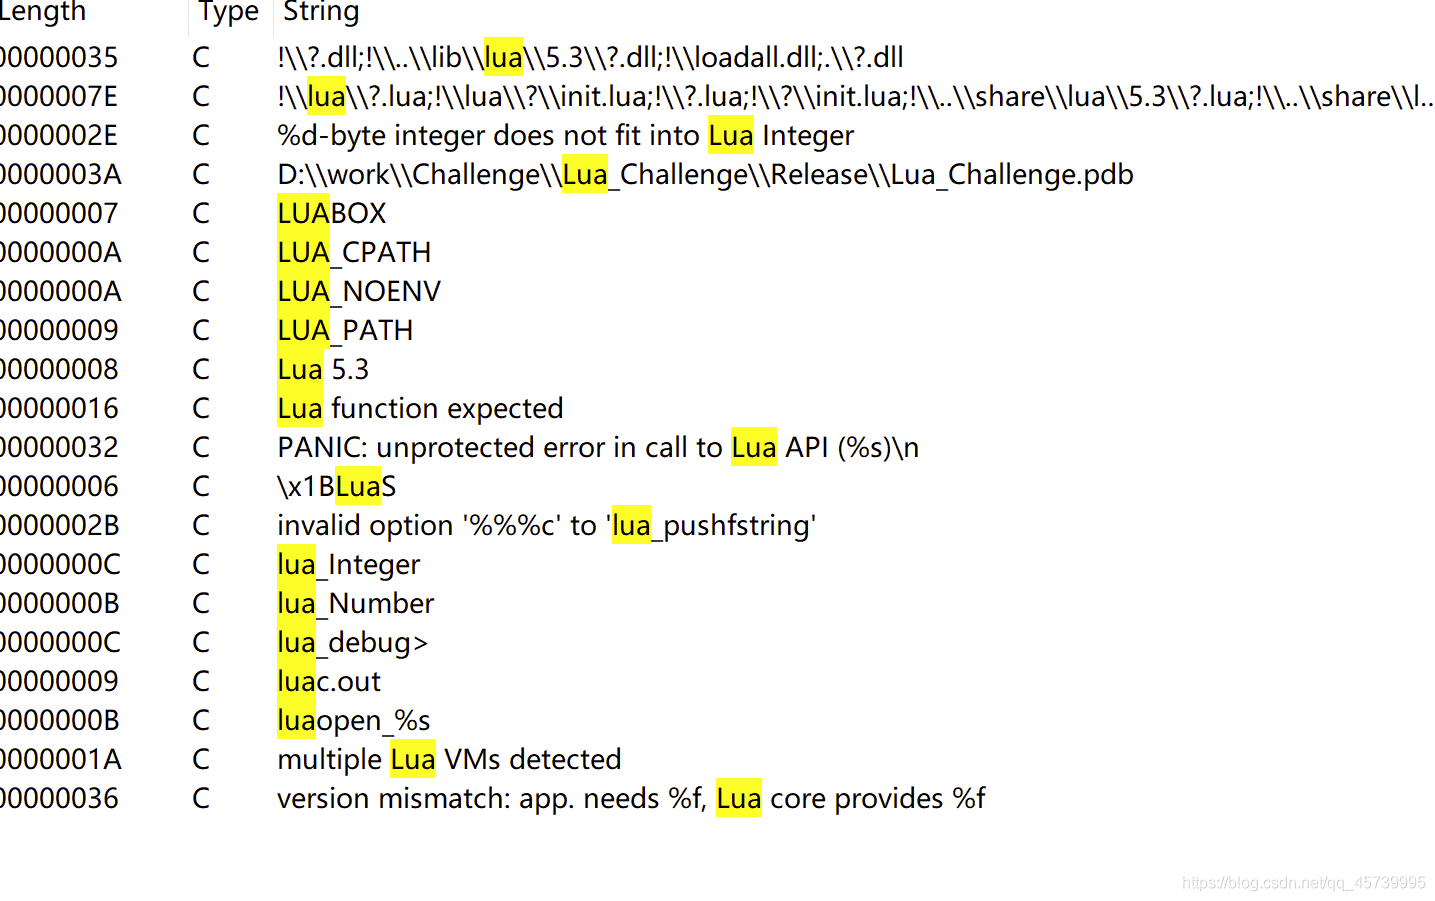 Length Type String
00000035 C !\\?.dll;!\\..\\lib\\lua\\5.3\\?.dll;!\\loadall.dll;.\\?.dll
0000007E C !\\lua\\?.lua;!\\lua\\?\\init.lua;!\\?.lua;!\\?\\init.lua;!\\..\\share\\lua\\5.3\\?.lua;!\\..\\share\\l..
0000002E C %d-byte integer does not fit into Lua Integer
0000003A C D:\\work\\Challenge\\Lua_Challenge\\Release\\Lua_Challenge.pdb
00000007 C LUABOX
0000000A C LUA_CPATH
0000000A C LUA_NOENV
00000009 C LUA_PATH
00000008 C Lua 5.3
00000016 C Lua function expected
00000032 C PANIC: unprotected error in call to Lua API (%s)\n
00000006 C \x1BLuaS
0000002B C invalid option '%%%c' to 'lua_pushfstring'
0000000C C lua_Integer
0000000B C lua_Number
0000000C C lua_debug>
00000009 C luac.out
0000000B C luaopen_%s
0000001A C multiple Lua VMs detected
00000036 C version mismatch: app. needs %f, Lua core provides %f
https://blog.csdn.net/qq_45739995